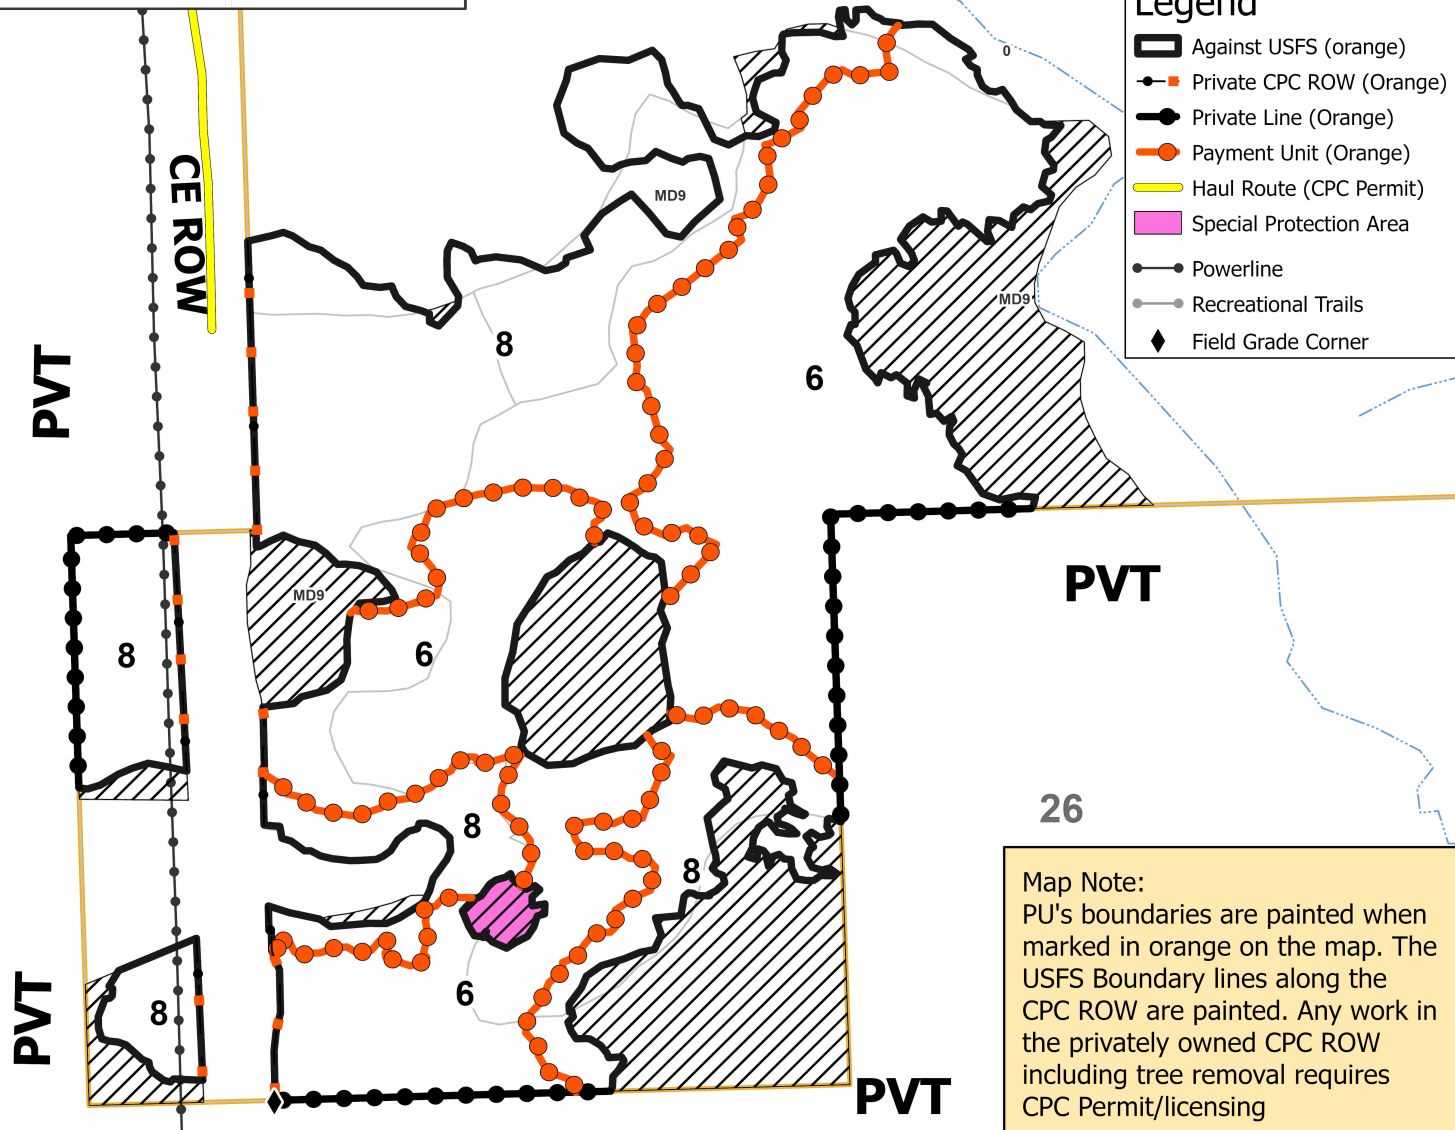 Legend
Against USFS (orange)
Private CPC ROW (Orange)
Private Line (Orange)
Payment Unit (Orange)
Haul Route (CPC Permit)
Special Protection Area
Powerline
Recreational Trails
Field Grade Corner
0
CE ROW
MD9
MD9
8
6
PVT
PVT
MD9
8
6
26
8
8
6
8
PVT
PVT
Map Note:
PU's boundaries are painted when
marked in orange on the map. The
USFS Boundary lines along the
CPC ROW are painted. Any work in
the privately owned CPC ROW
including tree removal requires
CPC Permit/licensing